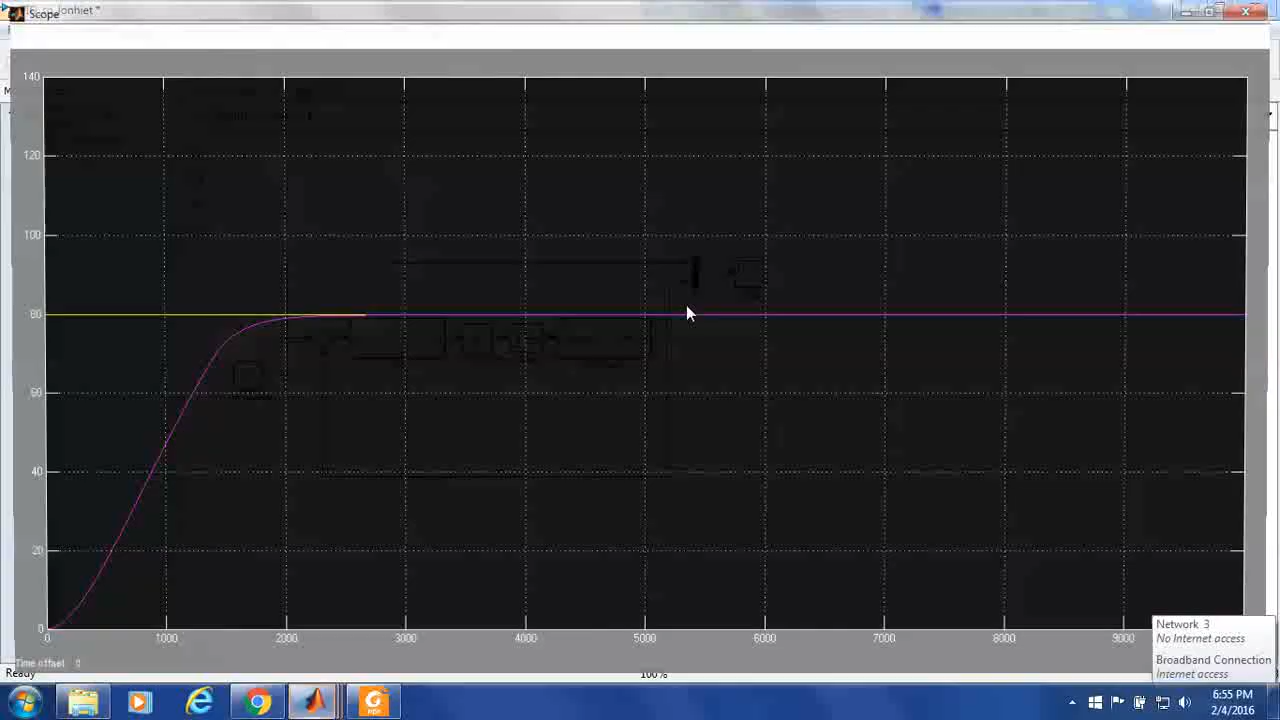 Scope
140
120
100
80
60
40
20
0
0 1000 2000 3000 4000 5000 6000 7000 8000 9000
Time offset 0
Ready 100%
Network 3
No Internet access
Broadband Connection
Internet access
6:55 PM
2/4/2016